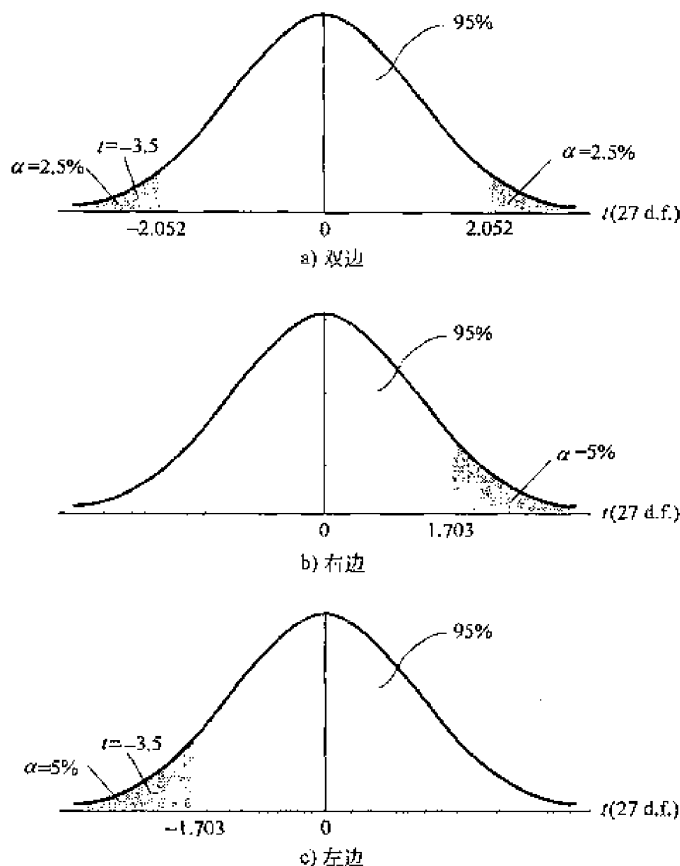 95%
t=-3.5
α=2.5%
α=2.5%
-2.052
0
2.052
t(27 d.f.)
a) 双边
95%
α-5%
0
1.703
t(27 d.f.)
b) 右边
95%
t=-3.5
α=5%
-1.703
0
t(27 d.f.)
c) 左边